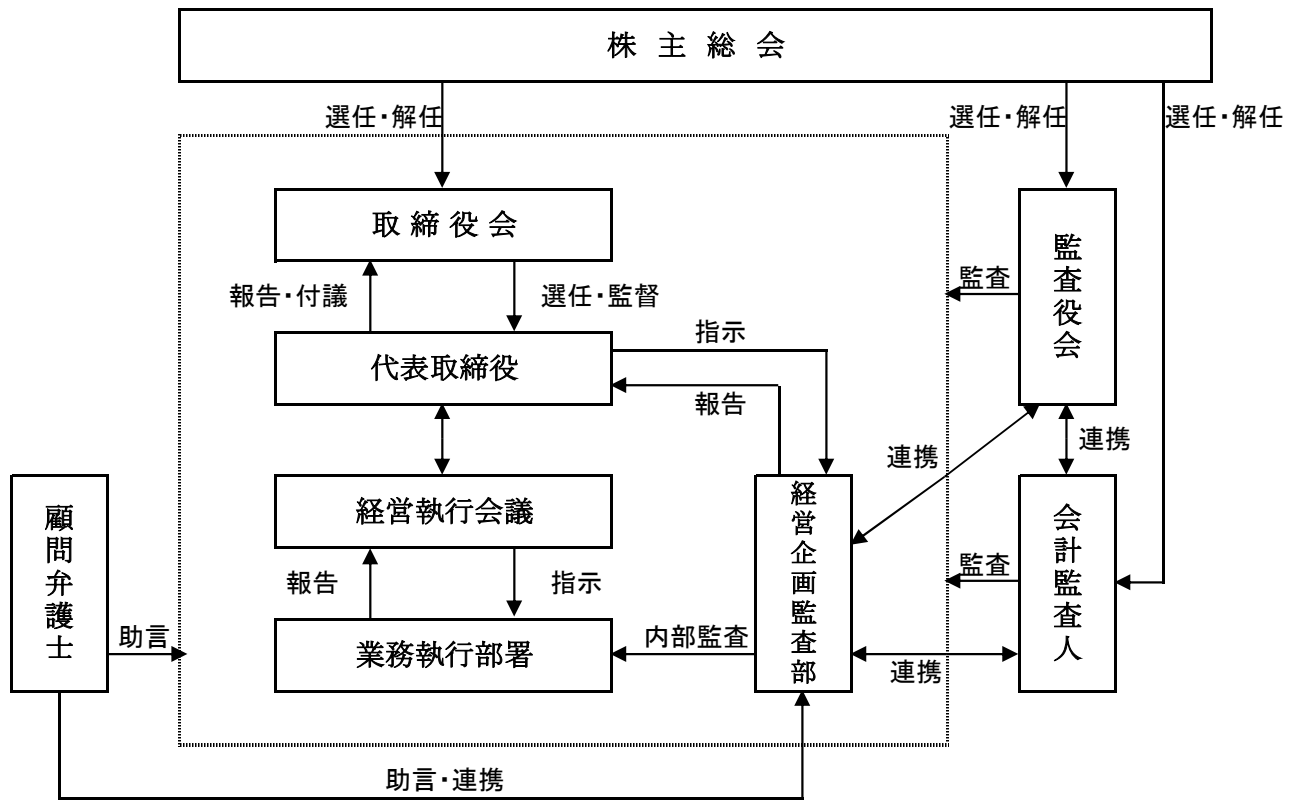 株主総会
選任・解任
選任・解任
選任・解任
取締役会
監査役会
監査
報告・付議
選任・監督
指示
代表取締役
報告
連携
連携
顧問弁護士
経営執行会議
経営企画監査部
会計監査人
報告
指示
監査
助言
業務執行部署
内部監査
連携
助言・連携